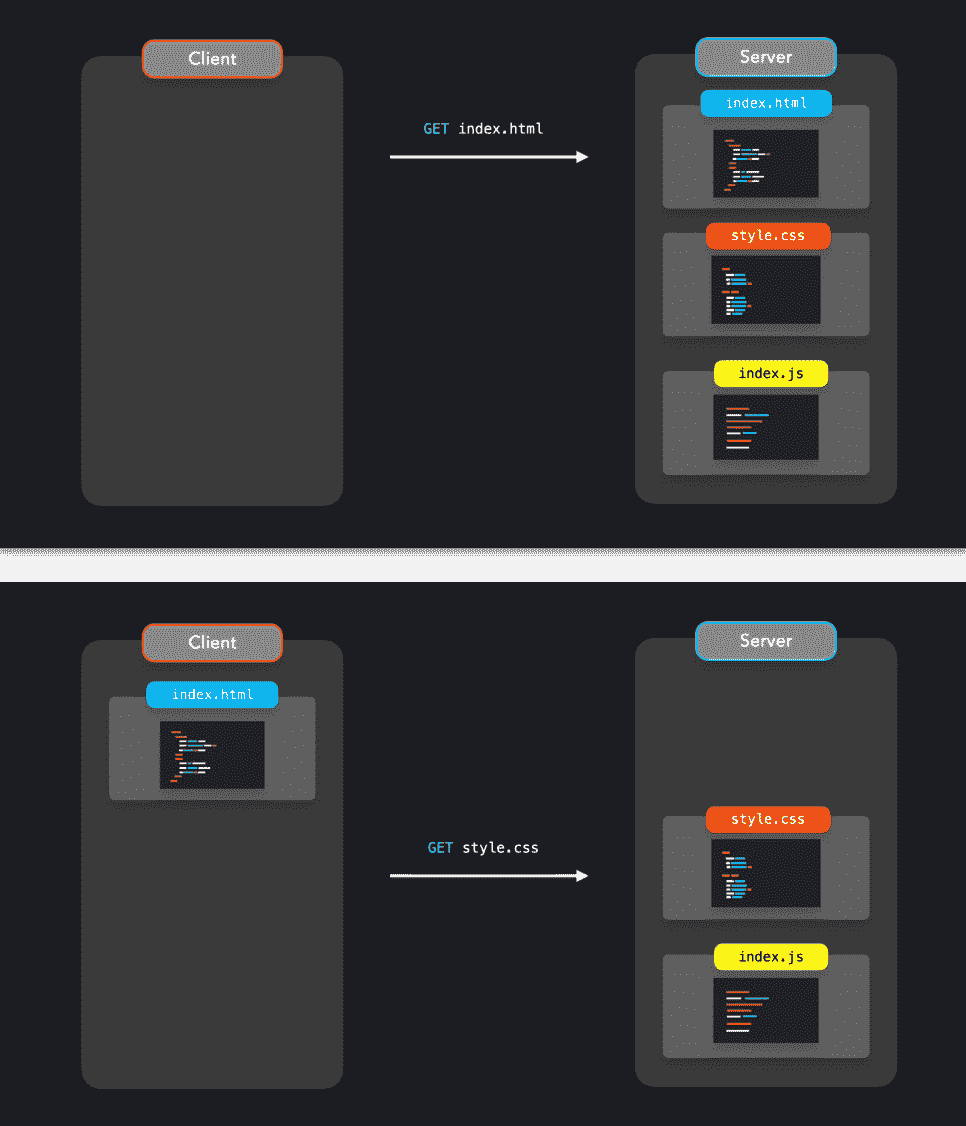 Client
Server
index.html
GET index.html
style.css
index.js
Client
Server
index.html
style.css
GET style.css
index.js